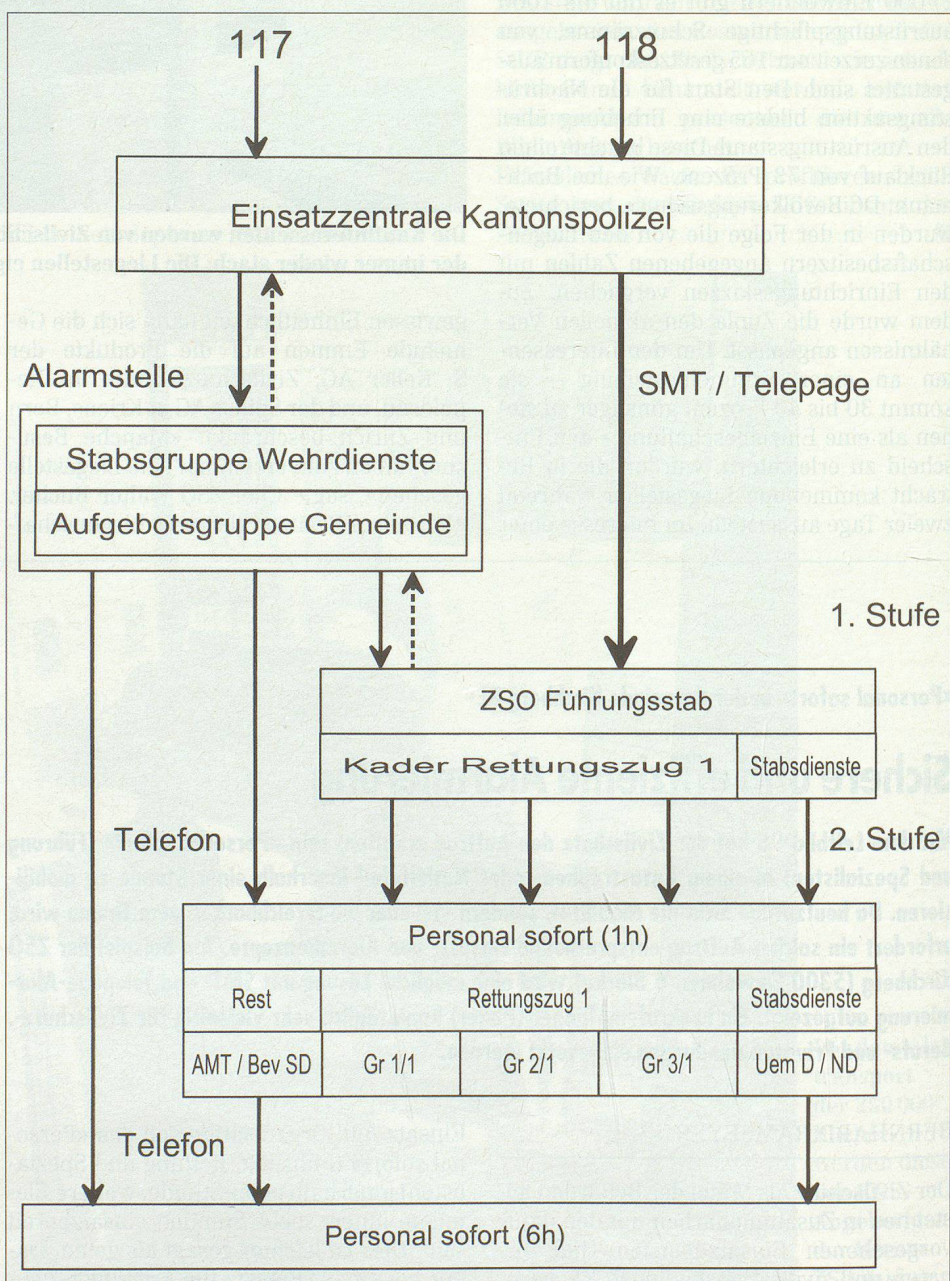 117
118
Einsatzzentrale Kantonspolizei
Alarmstelle
SMT / Telepage
Stabsgruppe Wehrdienste
Aufgebotsgruppe Gemeinde
1. Stufe
ZSO Führungsstab
Kader Rettungszug 1
Stabsdienste
Telefon
2. Stufe
Personal sofort (1h)
Rest
Rettungszug 1
Stabsdienste
AMT / Bev SD
Gr 1/1
Gr 2/1
Gr 3/1
Uem D / ND
Telefon
Personal sofort (6h)